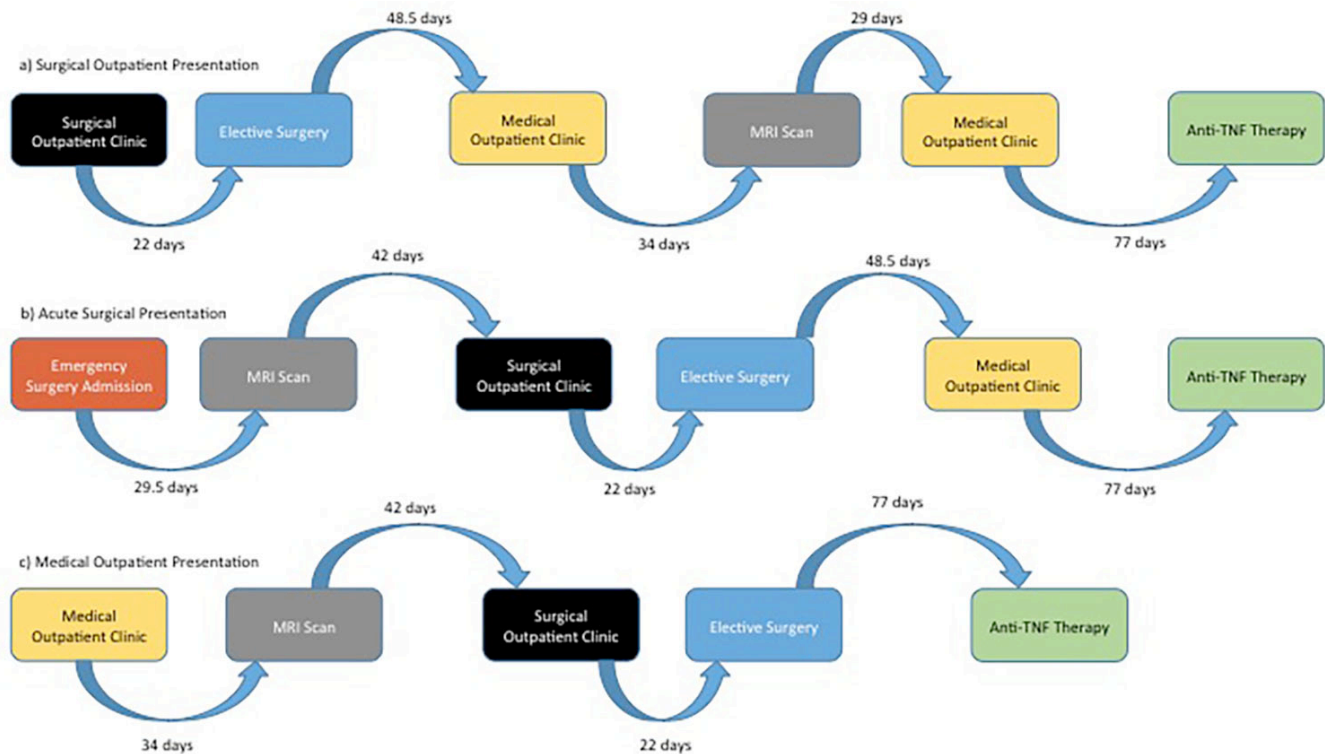 48.5 days
29 days
a) Surgical Outpatient Presentation
Surgical
Outpatient Clinic
Elective Surgery
Medical
Outpatient Clinic
MRI Scan
Medical
Outpatient Clinic
Anti-TNF Therapy
22 days
34 days
77 days
42 days
48.5 days
b) Acute Surgical Presentation
Emergency
Surgery Admission
MRI Scan
Surgical
Outpatient Clinic
Elective Surgery
Medical
Outpatient Clinic
Anti-TNF Therapy
29.5 days
22 days
77 days
42 days
77 days
c) Medical Outpatient Presentation
Medical
Outpatient Clinic
MRI Scan
Surgical
Outpatient Clinic
Elective Surgery
Anti-TNF Therapy
34 days
22 days